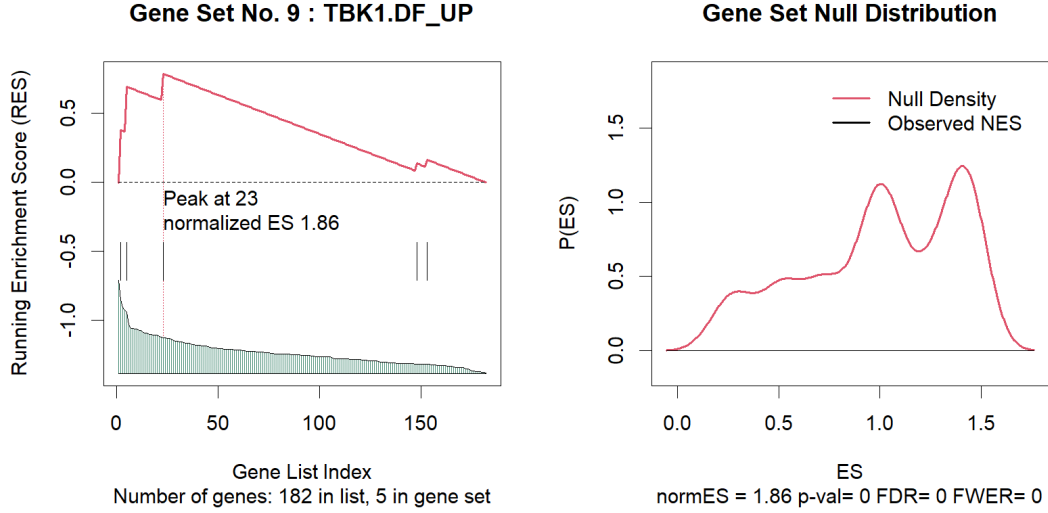 Gene Set No. 9 : TBK1.DF_UP
Running Enrichment Score (RES)
0.5
0.0
-0.5
-1.0
Peak at 23
normalized ES 1.86
0 50 100 150
Gene List Index
Number of genes: 182 in list, 5 in gene set
Gene Set Null Distribution
P(ES)
1.5
1.0
0.5
0.0
Null Density
Observed NES
0.0 0.5 1.0 1.5
ES
normES = 1.86 p-val= 0 FDR= 0 FWER= 0